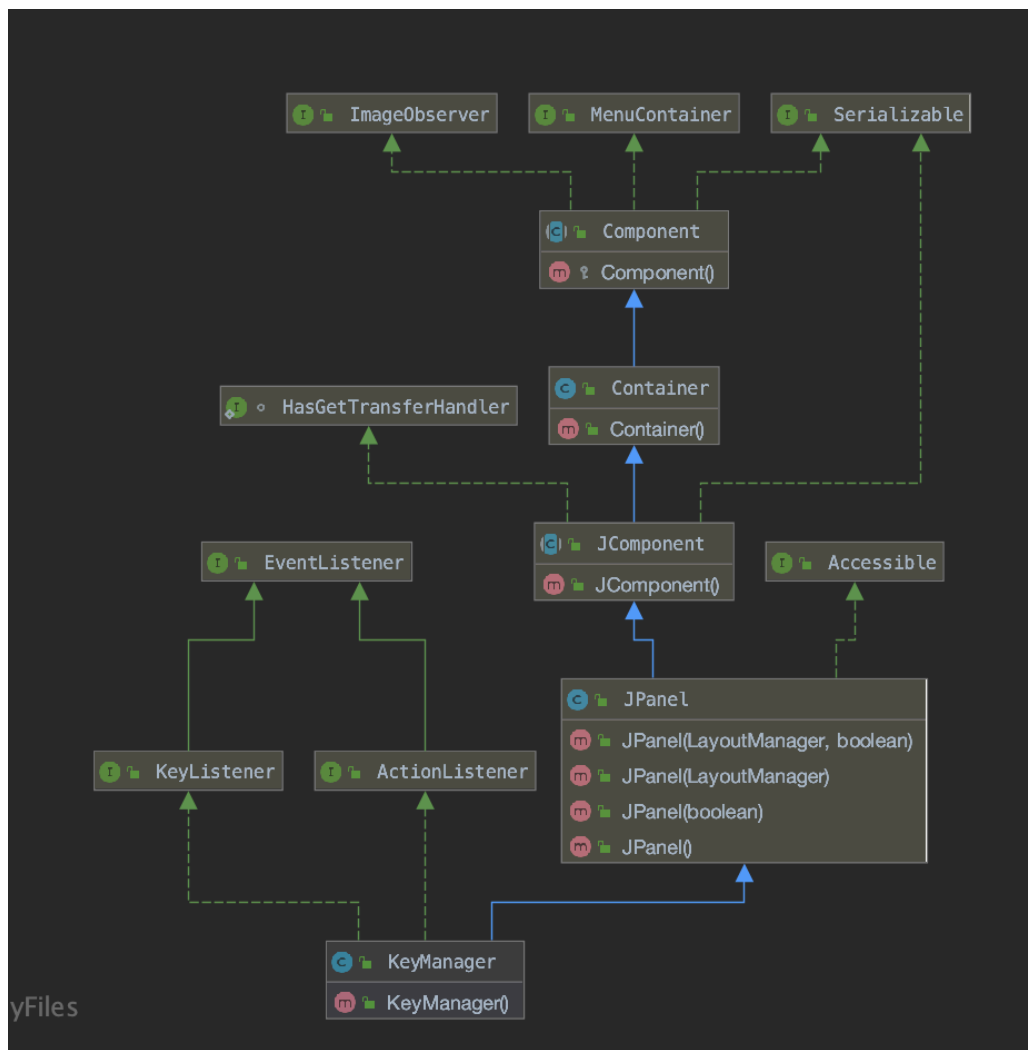 ImageObserver
MenuContainer
Serializable
Component
Component()
Container
Container()
HasGetTransferHandler
JComponent
JComponent()
EventListener
Accessible
JPanel
JPanel(LayoutManager, boolean)
JPanel(LayoutManager)
JPanel(boolean)
JPanel()
KeyListener
ActionListener
KeyManager
KeyManager()
yFiles